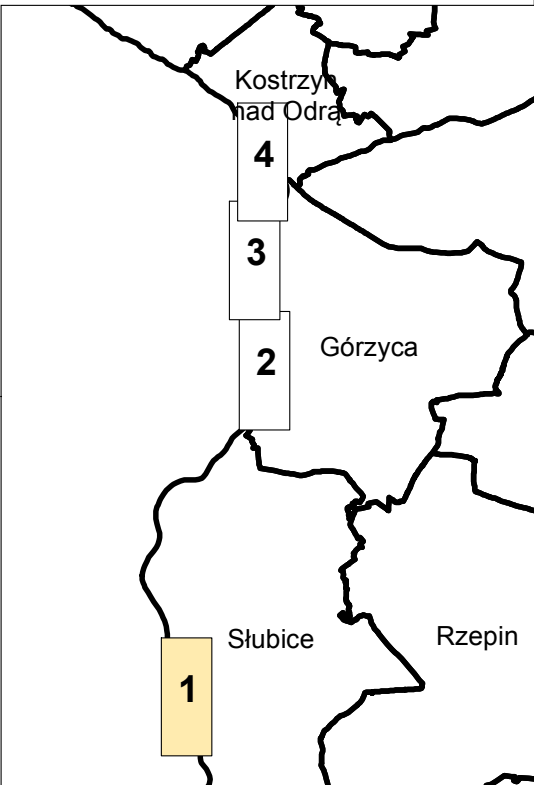 Kostrzyn
nad Odrą
4
3
2
Górzyca
Słubice
Rzepin
1